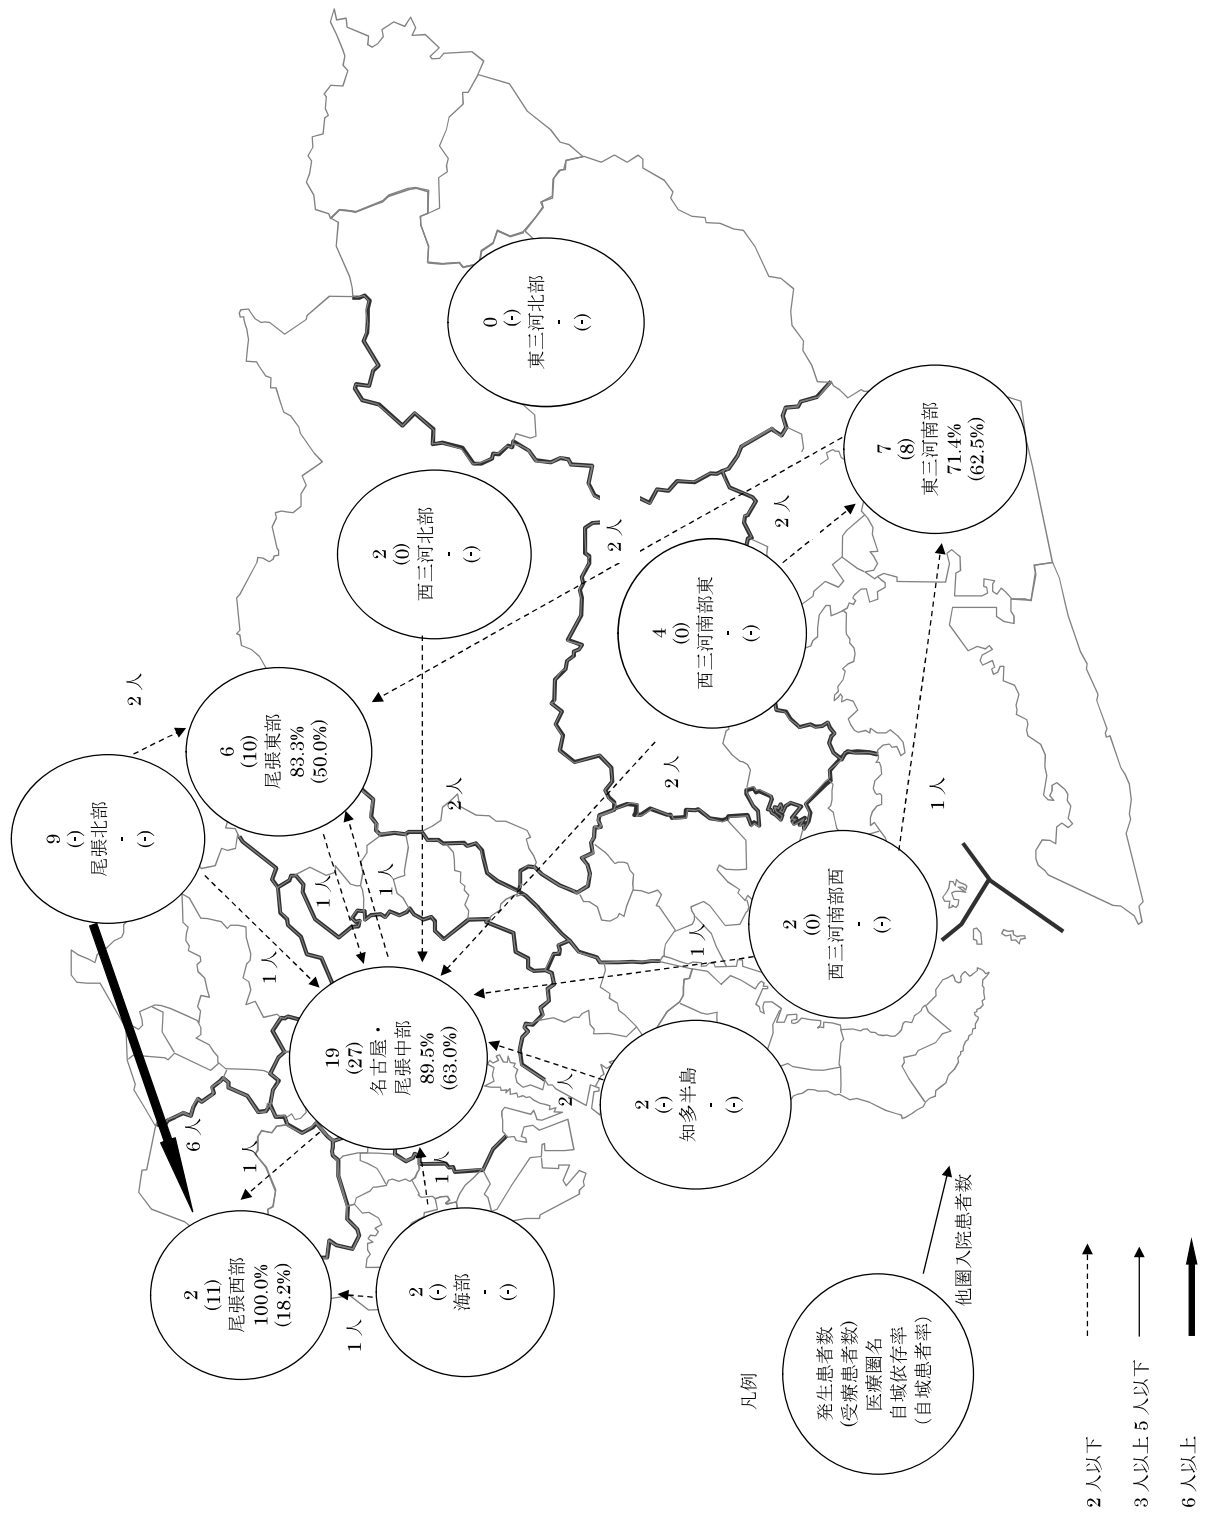 9
(-)
尾張北部
-
(-)
2人
6
(10)
尾張東部
83.3%
(50.0%)
2
(0)
西三河北部
-
(-)
0
(-)
東三河北部
-
(-)
6人
1人
1人
1人
1人
2人
2人
2
(11)
尾張西部
100.0%
(18.2%)
19
(27)
名古屋・
尾張中部
89.5%
(63.0%)
1人
2
(-)
海部
-
(-)
1人
2人
2
(-)
知多半島
-
(-)
1人
2人
4
(0)
西三河南部東
-
(-)
2人
7
(8)
東三河南部
71.4%
(62.5%)
2
(0)
西三河南部西
-
(-)
1人
凡例
発生患者数
(受療患者数)
医療圏名
自域依存率
(自域患者率)
他圏入院患者数
2人以下
3人以上5人以下
6人以上